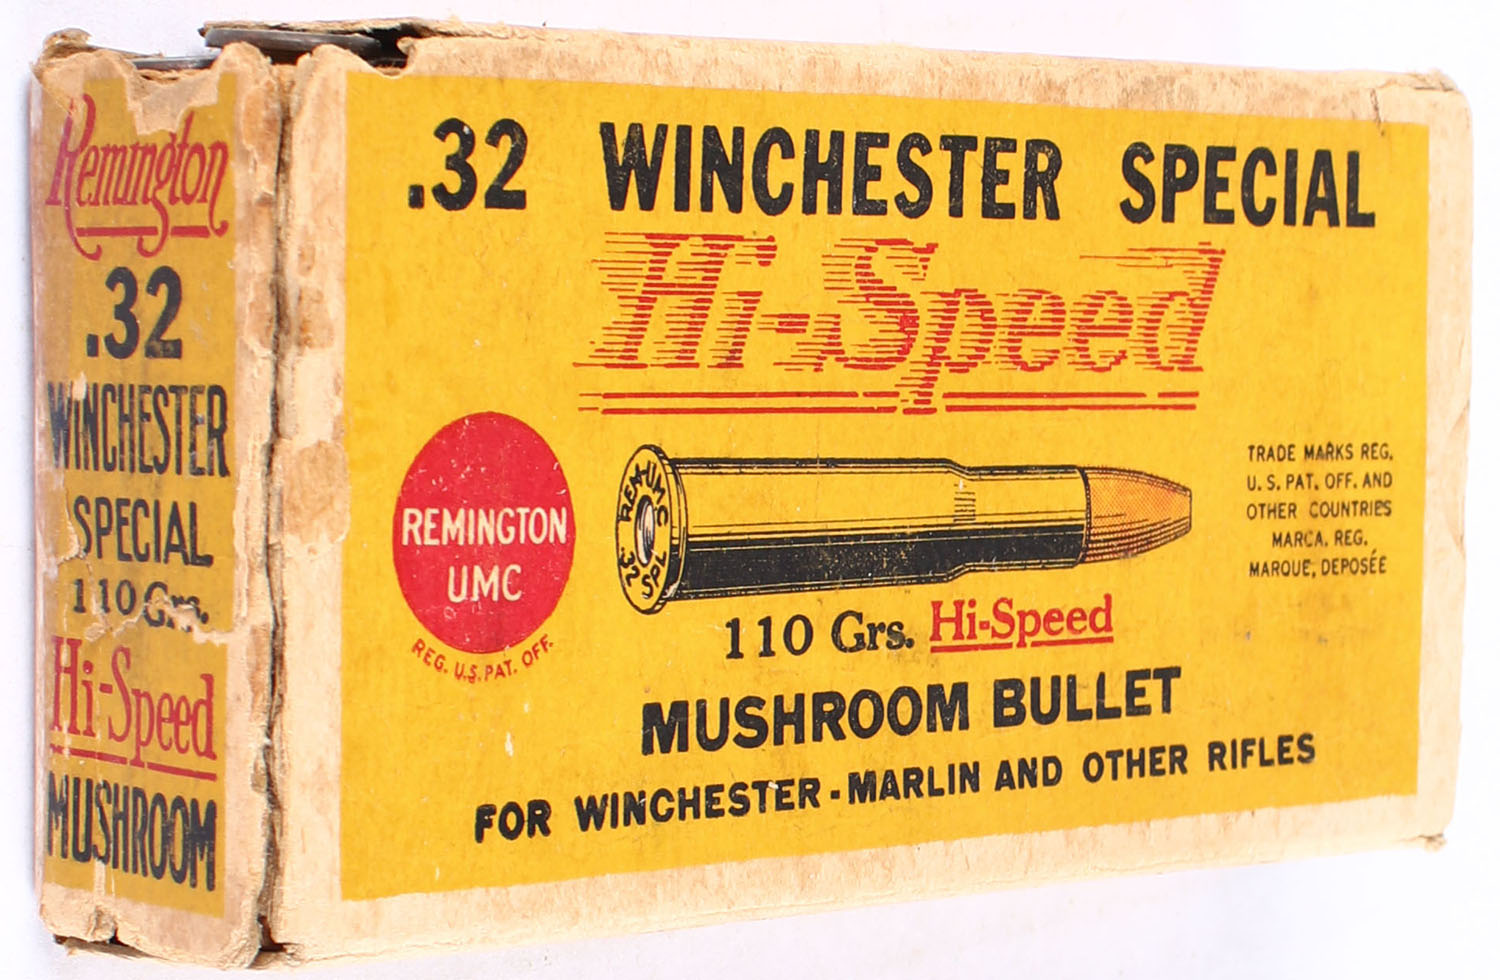 Remington
.32
WINCHESTER
SPECIAL
110 Grs.
Hi-Speed
MUSHROOM
.32 WINCHESTER SPECIAL
Hi-Speed
REMINGTON
UMC
REG. U.S. PAT. OFF.
REM-UMC
32 SPL
TRADE MARKS REG.
U. S. PAT. OFF. AND
OTHER COUNTRIES
MARCA. REG.
MARQUE, DEPOSÉE
110 Grs. Hi-Speed
MUSHROOM BULLET
FOR WINCHESTER-MARLIN AND OTHER RIFLES